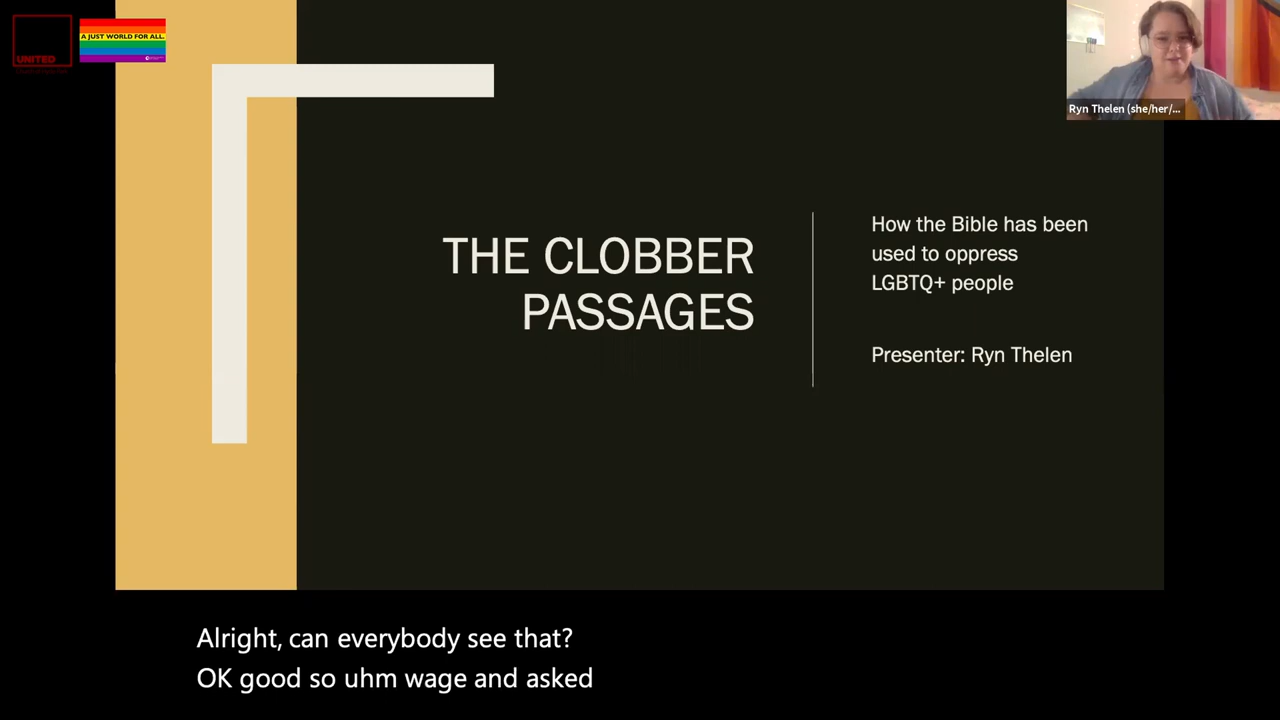 UNITED
A JUST WORLD FOR ALL.
Ryn Thelen (she/her/...
THE CLOBBER
PASSAGES
How the Bible has been
used to oppress
LGBTQ+ people
Presenter: Ryn Thelen
Alright, can everybody see that?
OK good so uhm wage and asked